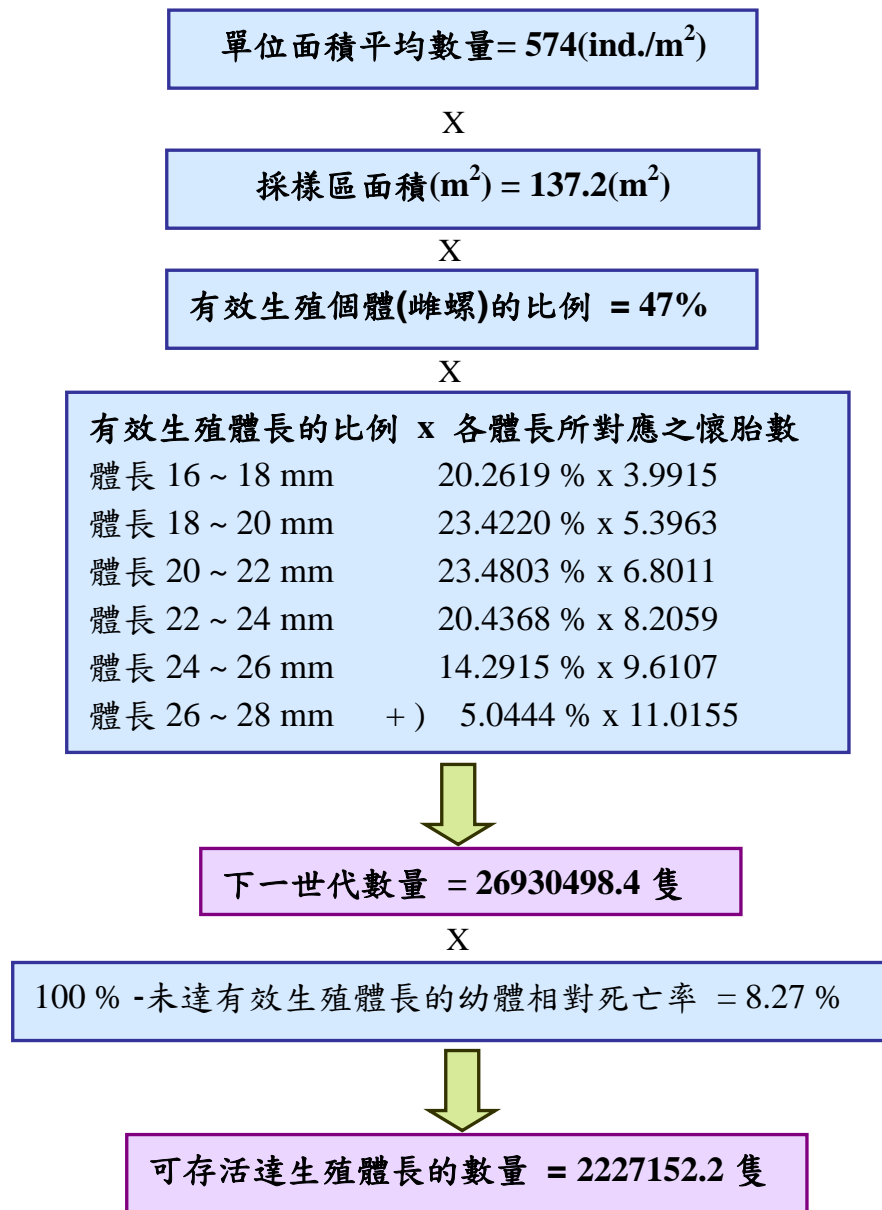 單位面積平均數量= 574(ind./m²)
X
採樣區面積(m²) = 137.2(m²)
X
有效生殖個體(雌螺)的比例 = 47%
X
有效生殖體長的比例 x 各體長所對應之懷胎數
體長 16 ~ 18 mm 20.2619 % x 3.9915
體長 18 ~ 20 mm 23.4220 % x 5.3963
體長 20 ~ 22 mm 23.4803 % x 6.8011
體長 22 ~ 24 mm 20.4368 % x 8.2059
體長 24 ~ 26 mm 14.2915 % x 9.6107
體長 26 ~ 28 mm + ) 5.0444 % x 11.0155
下一世代數量 = 26930498.4 隻
X
100 % -未達有效生殖體長的幼體相對死亡率 = 8.27 %
可存活達生殖體長的數量 = 2227152.2 隻